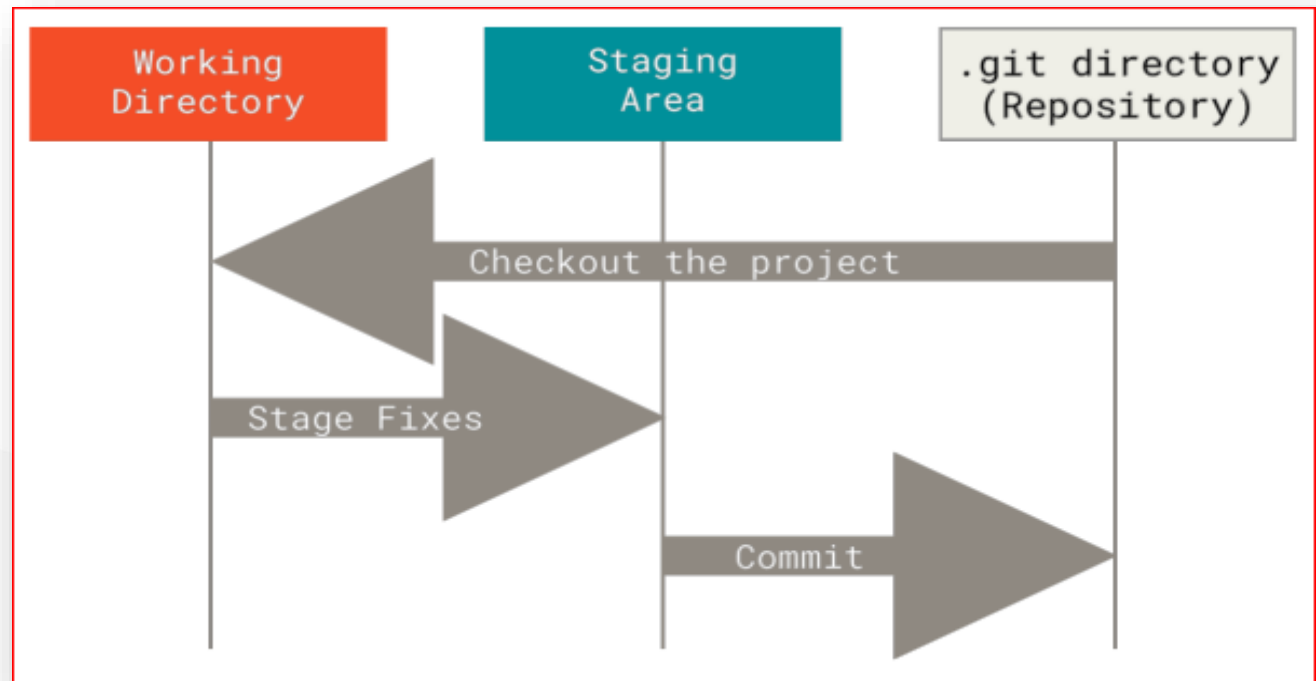 Working
Directory
Staging
Area
.git directory
(Repository)
Checkout the project
Stage Fixes
Commit